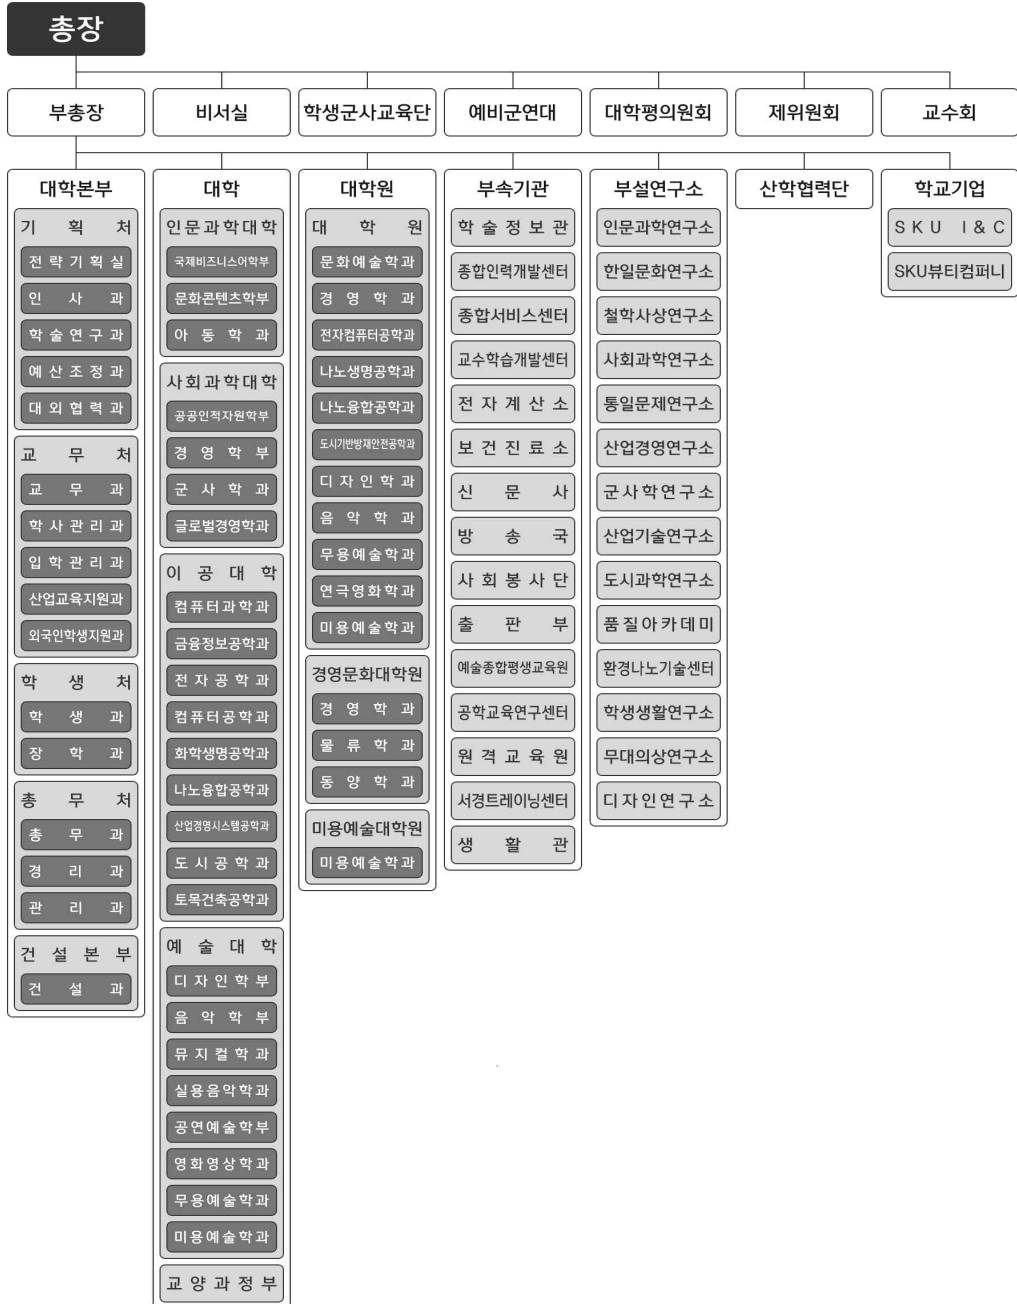 총장
부총장
비서실
학생군사교육단
예비군연대
대학평의원회
제위원회
교수회
대학본부
기 획 처
전략기획실
인 사 과
학술연구과
예산조정과
대외협력과
교 무 처
교 무 과
학사관리과
입학관리과
산업교육지원과
외국인학생지원과
학 생 처
학 생 과
장 학 과
총 무 처
총 무 과
경 리 과
관 리 과
건 설 본 부
건 설 과
대학
인문과학대학
국제비즈니스어학부
문화콘텐츠학부
아 동 학 과
사회과학대학
공공인적자원학부
경 영 학 부
군 사 학 과
글로벌경영학과
이 공 대 학
컴퓨터과학과
금융정보공학과
전자공학과
컴퓨터공학과
화학생명공학과
나노융합공학과
산업경영시스템공학과
도시공학과
토목건축공학과
예 술 대 학
디자인학부
음 악 학 부
뮤지컬학과
실용음악학과
공연예술학부
영화영상학과
무용예술학과
미용예술학과
교양과정부
대학원
대 학 원
문화예술학과
경 영 학 과
전자컴퓨터공학과
나노생명공학과
나노융합공학과
도시기반방재안전공학과
디자인학과
음 악 학 과
무용예술학과
연극영화학과
미용예술학과
경영문화대학원
경 영 학 과
물 류 학 과
동 양 학 과
미용예술대학원
미용예술학과
부속기관
학술정보관
종합인력개발센터
종합서비스센터
교수학습개발센터
전자계산소
보건진료소
신 문 사
방 송 국
사회봉사단
출 판 부
예술종합평생교육원
공학교육연구센터
원격교육원
서경트레이닝센터
생 활 관
부설연구소
인문과학연구소
한일문화연구소
철학사상연구소
사회과학연구소
통일문제연구소
산업경영연구소
군사학연구소
산업기술연구소
도시과학연구소
품질아카데미
환경나노기술센터
학생생활연구소
무대의상연구소
디자인연구소
산학협력단
학교기업
SKU I&C
SKU뷰티컴퍼니